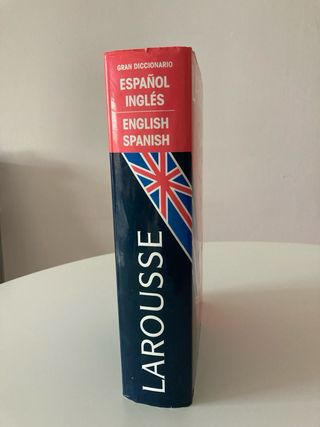 GRAN DICCIONARIO
ESPAÑOL
INGLÉS
ENGLISH
SPANISH
LAROUSSE